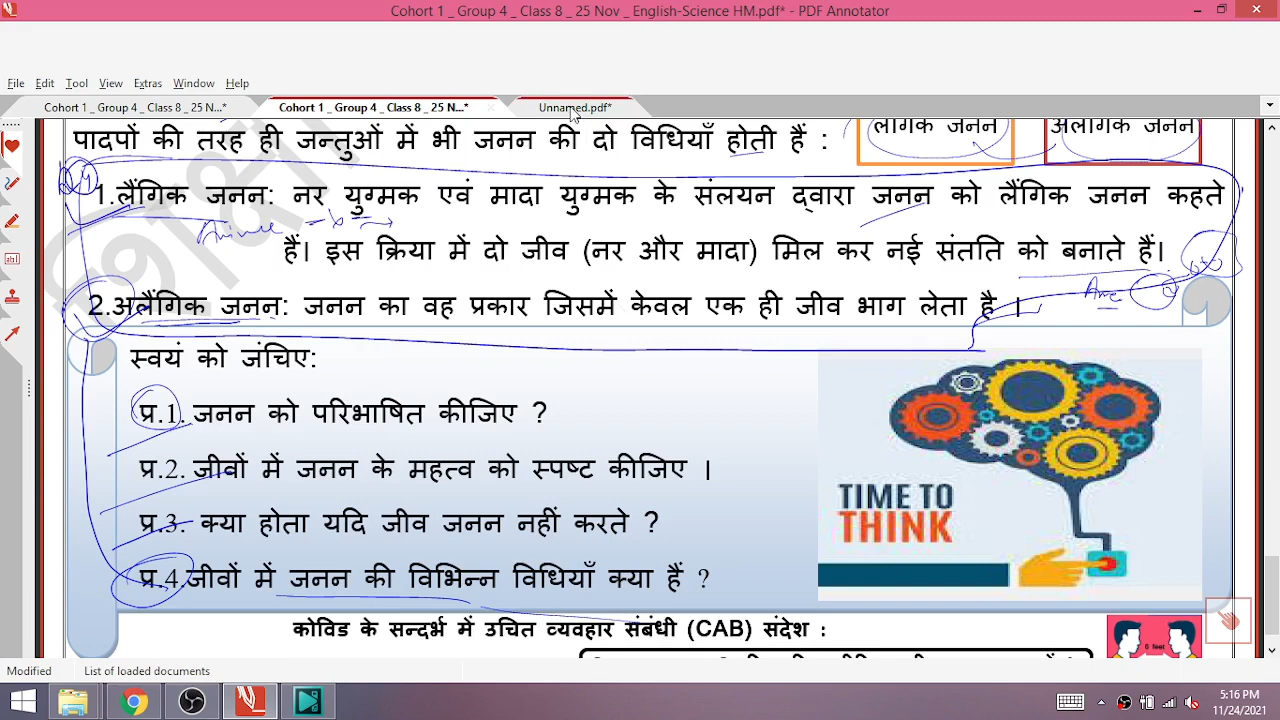 Cohort 1 _ Group 4 _ Class 8 _ 25 Nov _ English-Science HM.pdf* - PDF Annotator
File Edit Tool View Extras Window Help
Cohort 1 _ Group 4 _ Class 8 _ 25 N...* Cohort 1 _ Group 4 _ Class 8 _ 25 N...* Unnamed.pdf*
पादपों की तरह ही जन्तुओं में भी जनन की दो विधियाँ होती हैं : लैंगिक जनन अलैंगिक जनन
1.लैंगिक जनन: नर युग्मक एवं मादा युग्मक के संलयन द्वारा जनन को लैंगिक जनन कहते
हैं। इस क्रिया में दो जीव (नर और मादा) मिल कर नई संतति को बनाते हैं।
2.अलैंगिक जनन: जनन का वह प्रकार जिसमें केवल एक ही जीव भाग लेता है ।
स्वयं को जंचिए:
प्र.1. जनन को परिभाषित कीजिए ?
प्र.2. जीवों में जनन के महत्व को स्पष्ट कीजिए ।
प्र.3. क्या होता यदि जीव जनन नहीं करते ?
प्र.4.जीवों में जनन की विभिन्न विधियाँ क्या हैं ?
TIME TO
THINK
कोविड के सन्दर्भ में उचित व्यवहार संबंधी (CAB) संदेश :
6 feet
Modified List of loaded documents
5:16 PM
11/24/2021